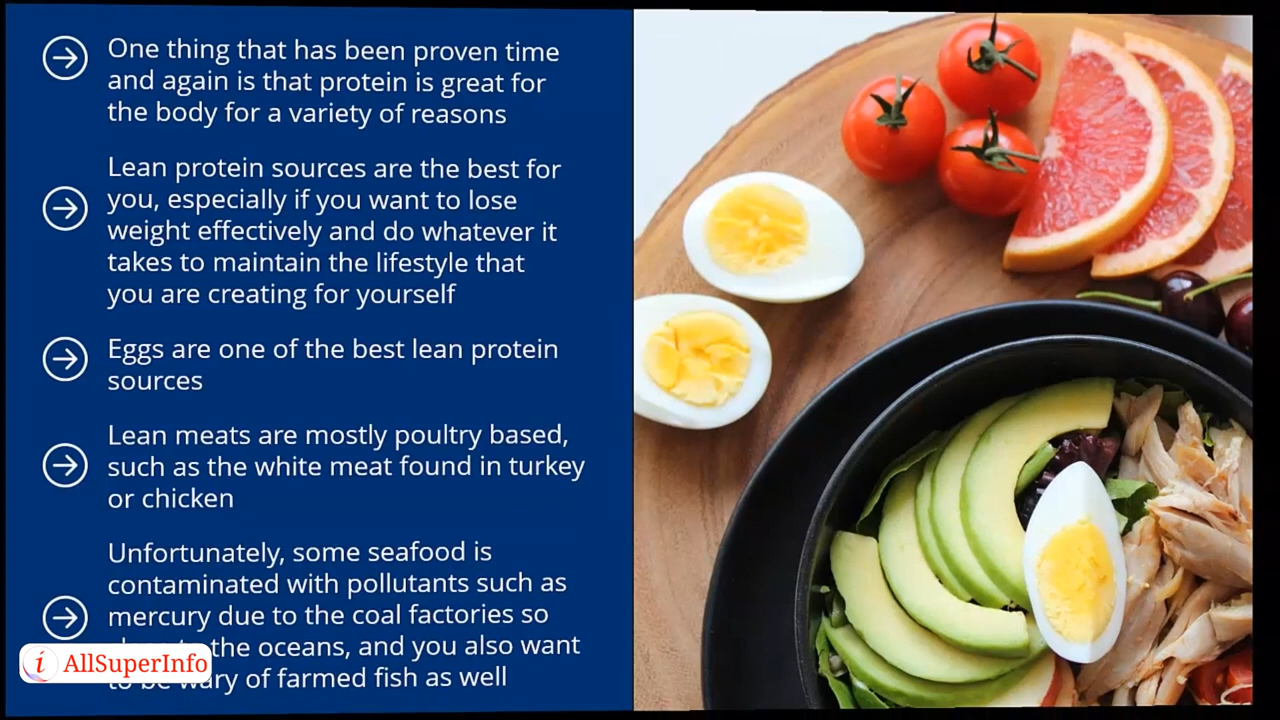 One thing that has been proven time
and again is that protein is great for
the body for a variety of reasons
Lean protein sources are the best for
you, especially if you want to lose
weight effectively and do whatever it
takes to maintain the lifestyle that
you are creating for yourself
Eggs are one of the best lean protein
sources
Lean meats are mostly poultry based,
such as the white meat found in turkey
or chicken
Unfortunately, some seafood is
contaminated with pollutants such as
mercury due to the coal factories so
the oceans, and you also want
wary of farmed fish as well
i AllSuperInfo